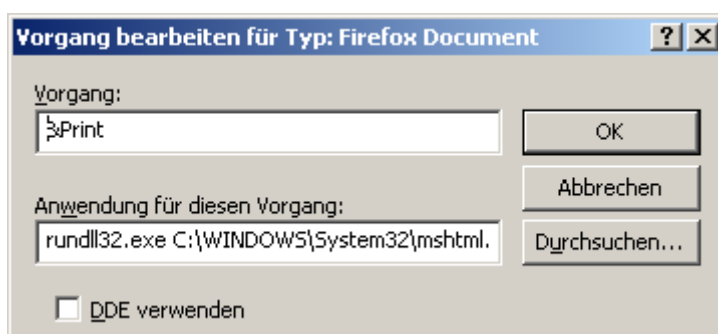 Vorgang bearbeiten für Typ: Firefox Document
Vorgang:
&Print
OK
Anwendung für diesen Vorgang:
Abbrechen
rundll32.exe C:\WINDOWS\System32\mshtml.
Durchsuchen...
DDE verwenden